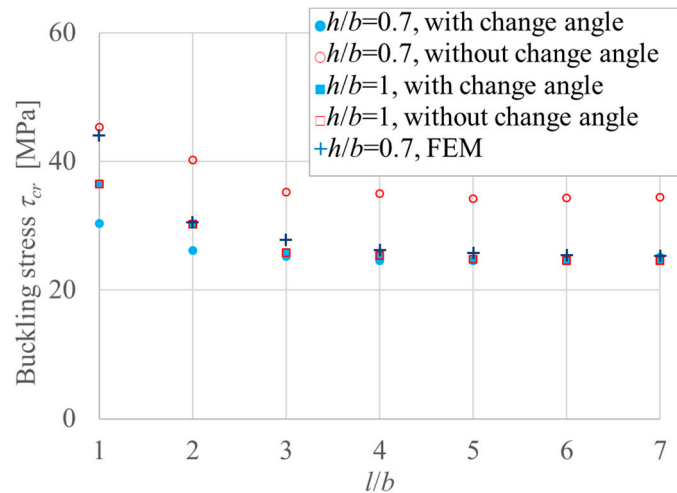 60
40
20
0
Buckling stress τcr [MPa]
h/b=0.7, with change angle
h/b=0.7, without change angle
h/b=1, with change angle
h/b=1, without change angle
h/b=0.7, FEM
1 2 3 4 5 6 7
l/b